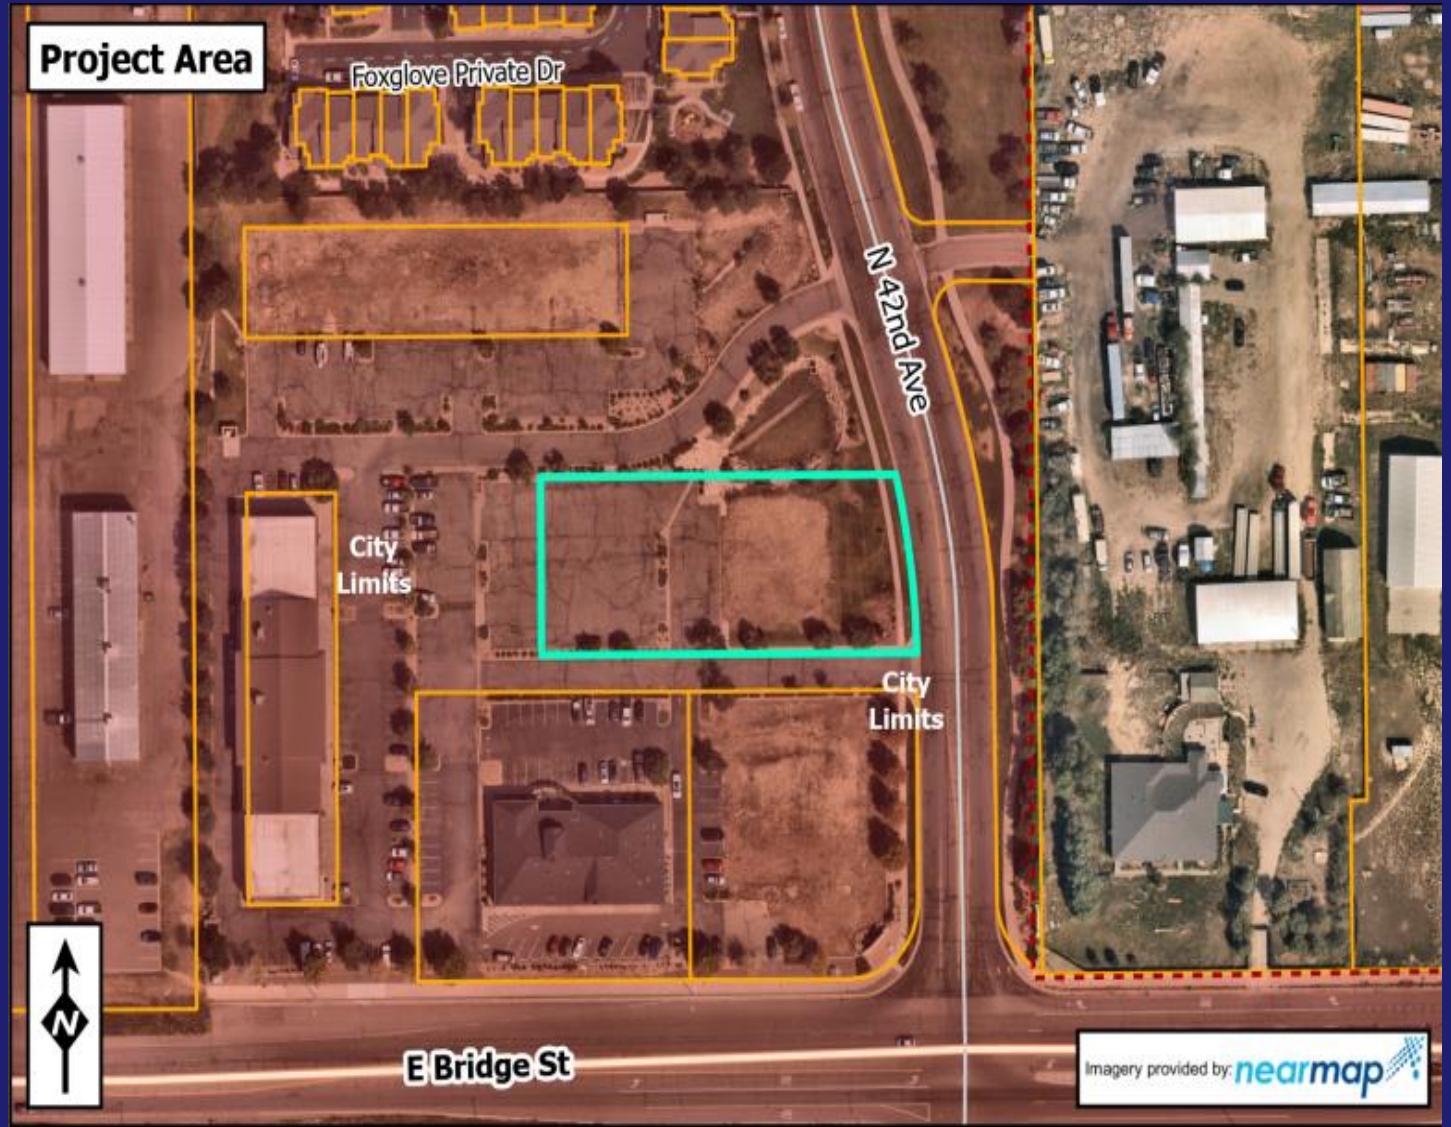 Project Area
Foxglove Private Dr
N 42nd Ave
City
Limits
City
Limits
E Bridge St
N
Imagery provided by: nearmap